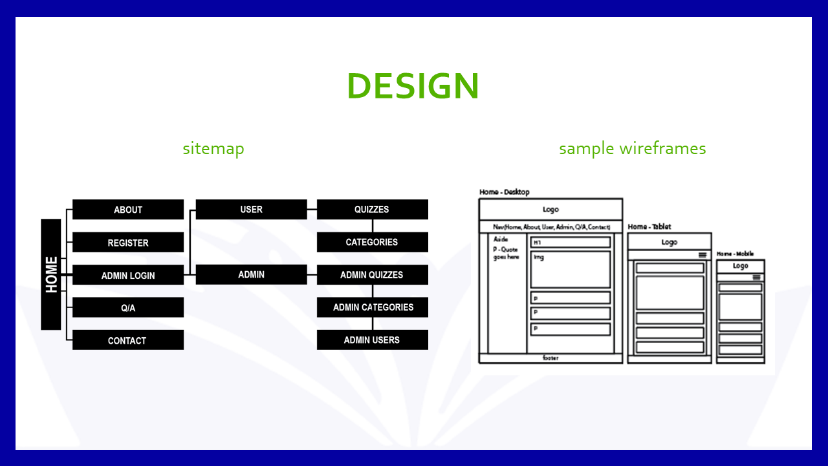 DESIGN
sitemap
sample wireframes
HOME
ABOUT
REGISTER
ADMIN LOGIN
Q/A
CONTACT
USER
ADMIN
QUIZZES
CATEGORIES
ADMIN QUIZZES
ADMIN CATEGORIES
ADMIN USERS
Home - Desktop
Logo
Nav(Home, About, User, Admin, Q/A, Contact)
Aside
P - Quote
goes here
H1
Img
P
P
P
footer
Home - Tablet
Logo
Home - Mobile
Logo